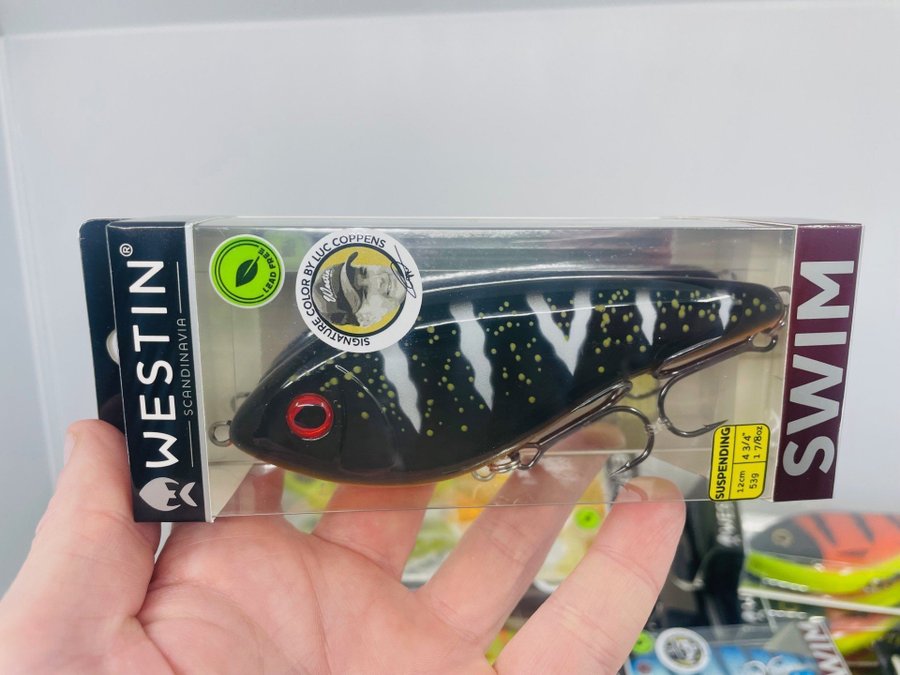 WESTIN®
SCANDINAVIA
LEAD FREE
SIGNATURE COLOR BY LUC COPPENS
SUSPENDING
12cm 4 3/4"
53g 1 7/8oz
SWIM
WIM